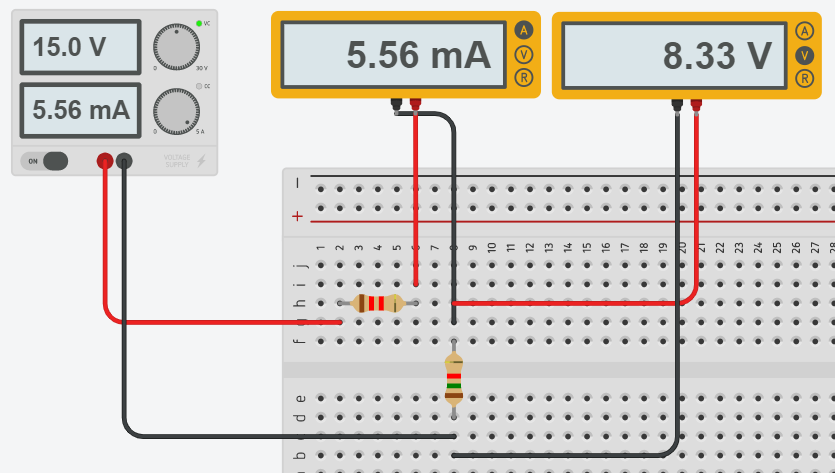 15.0 V
VC
0 30 V
5.56 mA
CC
0 5 A
ON
VOLTAGE
SUPPLY
5.56 mA
A
V
R
8.33 V
A
V
R
−
+
1 2 3 4 5 6 7 8 9 10 11 12 13 14 15 16 17 18 19 20 21 22 23 24 25 26 27 28
j
i
h
g
f
e
d
c
b